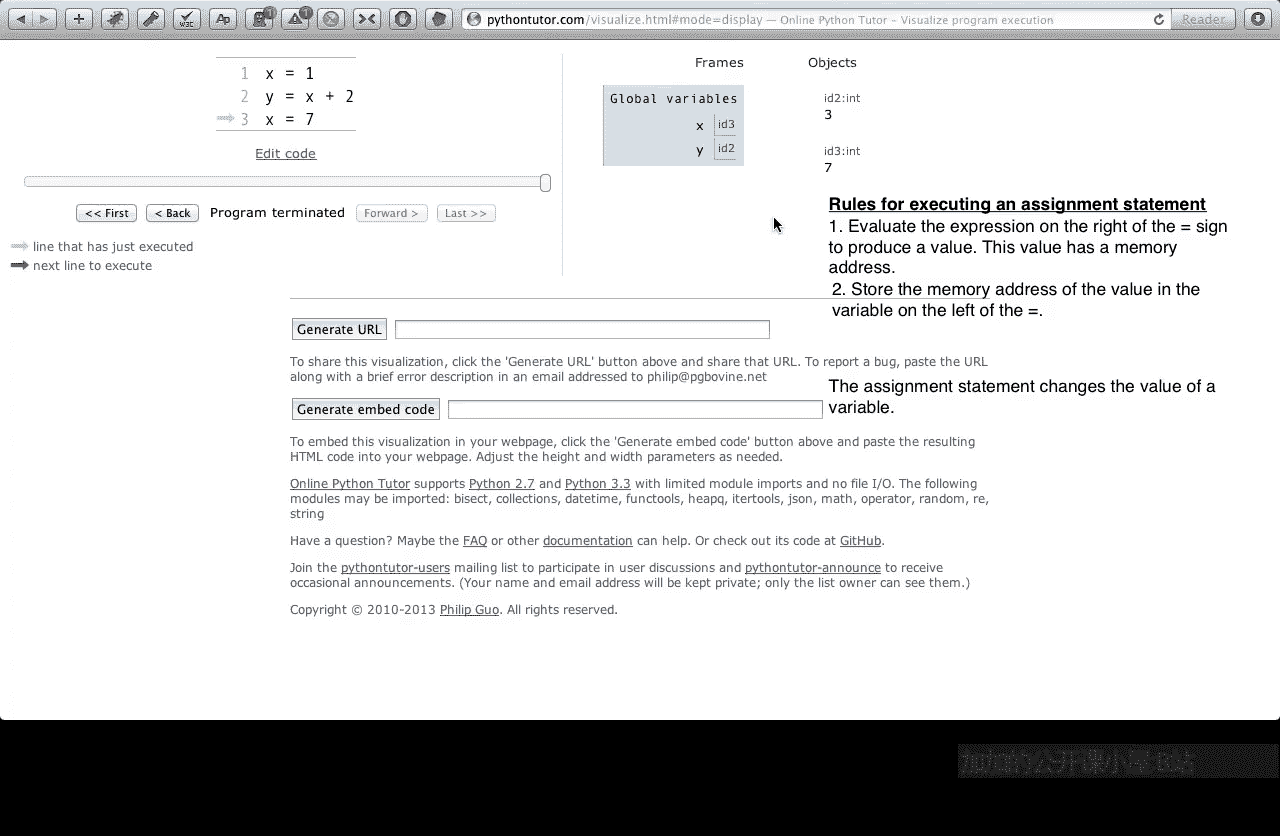 W3C
Ap
1
1
pythontutor.com/visualize.html#mode=display — Online Python Tutor - Visualize program execution
Reader
1 x = 1
2 y = x + 2
3 x = 7
Edit code
<< First
< Back
Program terminated
Forward >
Last >>
line that has just executed
next line to execute
Frames
Objects
Global variables
x id3
y id2
id2:int
3
id3:int
7
Rules for executing an assignment statement
1. Evaluate the expression on the right of the = sign
to produce a value. This value has a memory
address.
2. Store the memory address of the value in the
variable on the left of the =.
Generate URL
To share this visualization, click the 'Generate URL' button above and share that URL. To report a bug, paste the URL
along with a brief error description in an email addressed to philip@pgbovine.net
The assignment statement changes the value of a
variable.
Generate embed code
To embed this visualization in your webpage, click the 'Generate embed code' button above and paste the resulting
HTML code into your webpage. Adjust the height and width parameters as needed.
Online Python Tutor supports Python 2.7 and Python 3.3 with limited module imports and no file I/O. The following
modules may be imported: bisect, collections, datetime, functools, heapq, itertools, json, math, operator, random, re,
string
Have a question? Maybe the FAQ or other documentation can help. Or check out its code at GitHub.
Join the pythontutor-users mailing list to participate in user discussions and pythontutor-announce to receive
occasional announcements. (Your name and email address will be kept private; only the list owner can see them.)
Copyright © 2010-2013 Philip Guo. All rights reserved.